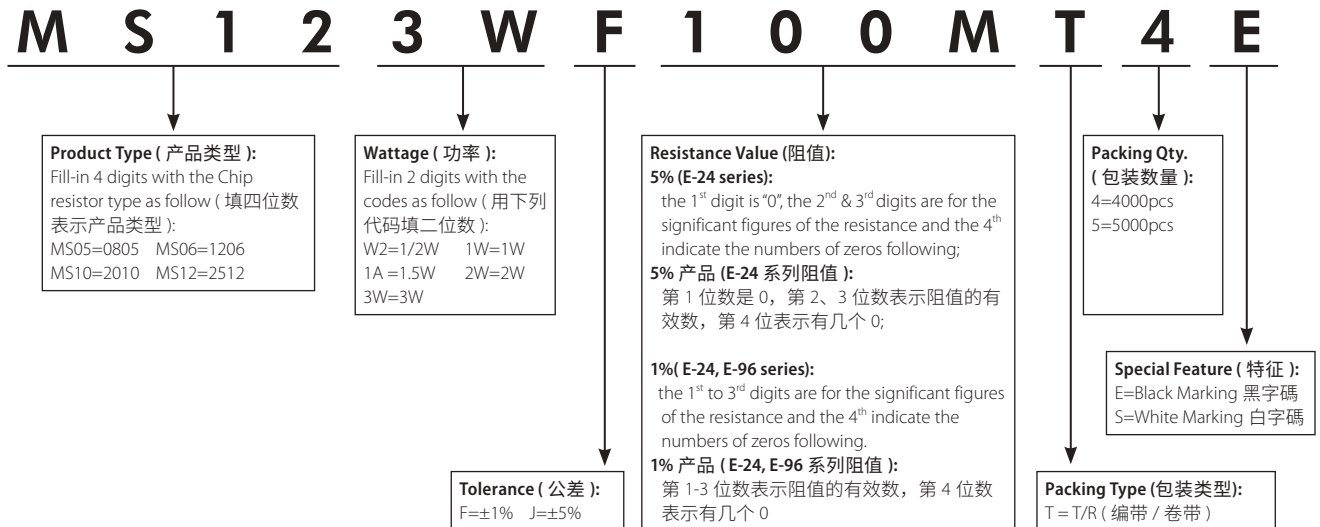 M S 1 2 3 W F 1 0 0 M T 4 E
Product Type ( 产品类型 ):
Fill-in 4 digits with the Chip
resistor type as follow ( 填四位数
表示产品类型 ):
MS05=0805 MS06=1206
MS10=2010 MS12=2512
Wattage ( 功率 ):
Fill-in 2 digits with the
codes as follow ( 用下列
代码填二位数 ):
W2=1/2W 1W=1W
1A =1.5W 2W=2W
3W=3W
Resistance Value (阻值):
5% (E-24 series):
the 1st digit is “0”, the 2nd & 3rd digits are for the
significant figures of the resistance and the 4th
indicate the numbers of zeros following;
5% 产品 (E-24 系列阻值 ):
第 1 位数是 0，第 2、3 位数表示阻值的有
效数，第 4 位表示有几个 0;
1%( E-24, E-96 series):
the 1st to 3rd digits are for the significant figures
of the resistance and the 4th indicate the
numbers of zeros following.
1% 产品 ( E-24, E-96 系列阻值 ):
第 1-3 位数表示阻值的有效数，第 4 位数
表示有几个 0
Packing Qty.
( 包装数量 ):
4=4000pcs
5=5000pcs
Special Feature ( 特征 ):
E=Black Marking 黑字碼
S=White Marking 白字碼
Tolerance ( 公差 ):
F=±1% J=±5%
Packing Type (包装类型):
T = T/R ( 编带 / 卷带 )